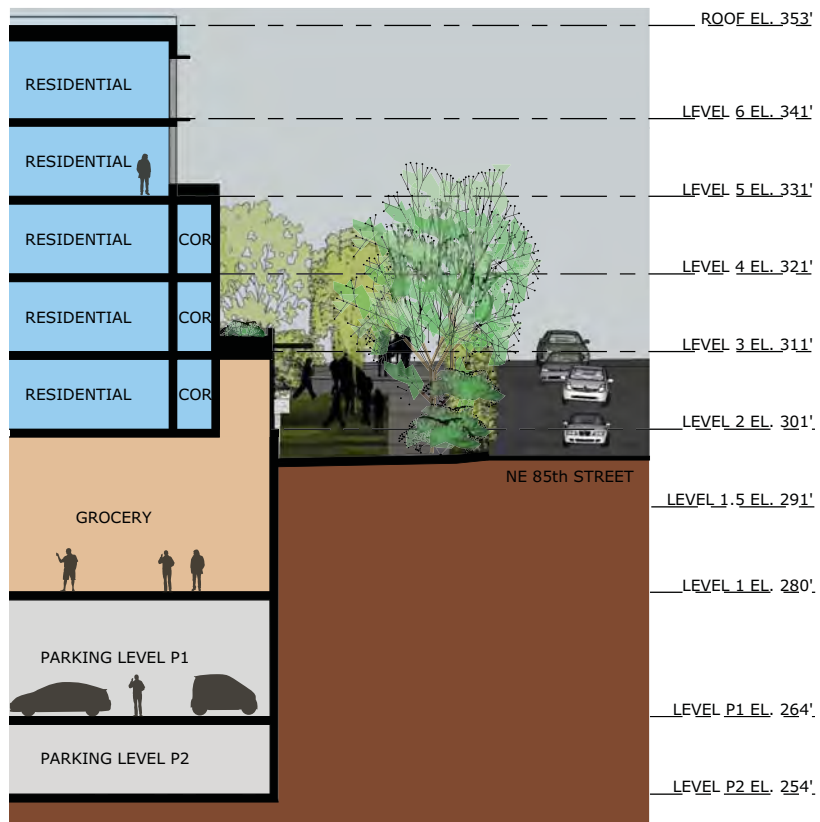 ROOF EL. 353'
RESIDENTIAL
LEVEL 6 EL. 341'
RESIDENTIAL
LEVEL 5 EL. 331'
RESIDENTIAL COR
LEVEL 4 EL. 321'
RESIDENTIAL COR
LEVEL 3 EL. 311'
RESIDENTIAL COR
LEVEL 2 EL. 301'
NE 85th STREET
LEVEL 1.5 EL. 291'
GROCERY
LEVEL 1 EL. 280'
PARKING LEVEL P1
LEVEL P1 EL. 264'
PARKING LEVEL P2
LEVEL P2 EL. 254'